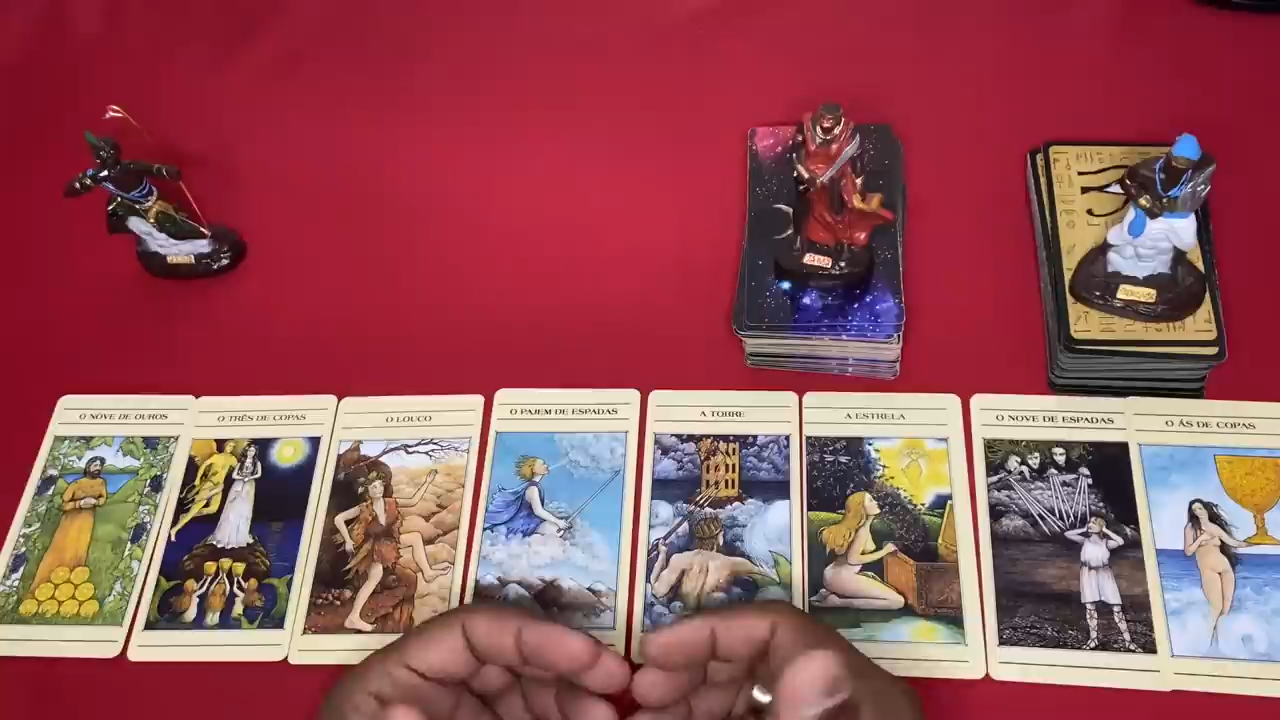 O NOVE DE OUROS
O TRÊS DE COPAS
O LOUCO
O PAJEM DE ESPADAS
A TORRE
A ESTRELA
O NOVE DE ESPADAS
O ÁS DE COPAS